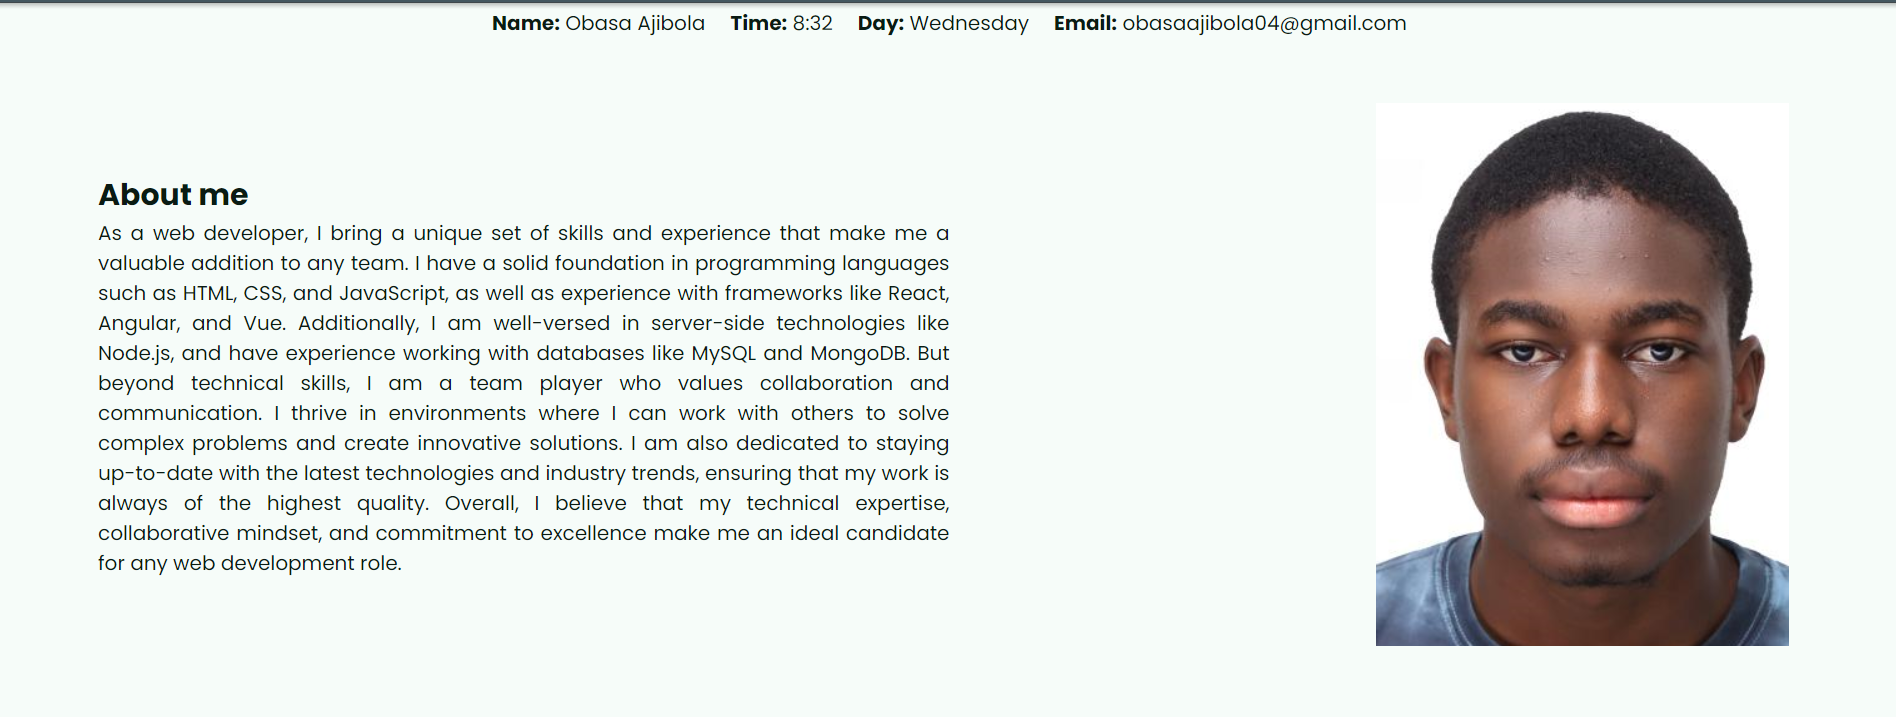 Name: Obasa Ajibola Time: 8:32 Day: Wednesday Email: obasaajibola04@gmail.com
About me
As a web developer, I bring a unique set of skills and experience that make me a
valuable addition to any team. I have a solid foundation in programming languages
such as HTML, CSS, and JavaScript, as well as experience with frameworks like React,
Angular, and Vue. Additionally, I am well-versed in server-side technologies like
Node.js, and have experience working with databases like MySQL and MongoDB. But
beyond technical skills, I am a team player who values collaboration and
communication. I thrive in environments where I can work with others to solve
complex problems and create innovative solutions. I am also dedicated to staying
up-to-date with the latest technologies and industry trends, ensuring that my work is
always of the highest quality. Overall, I believe that my technical expertise,
collaborative mindset, and commitment to excellence make me an ideal candidate
for any web development role.